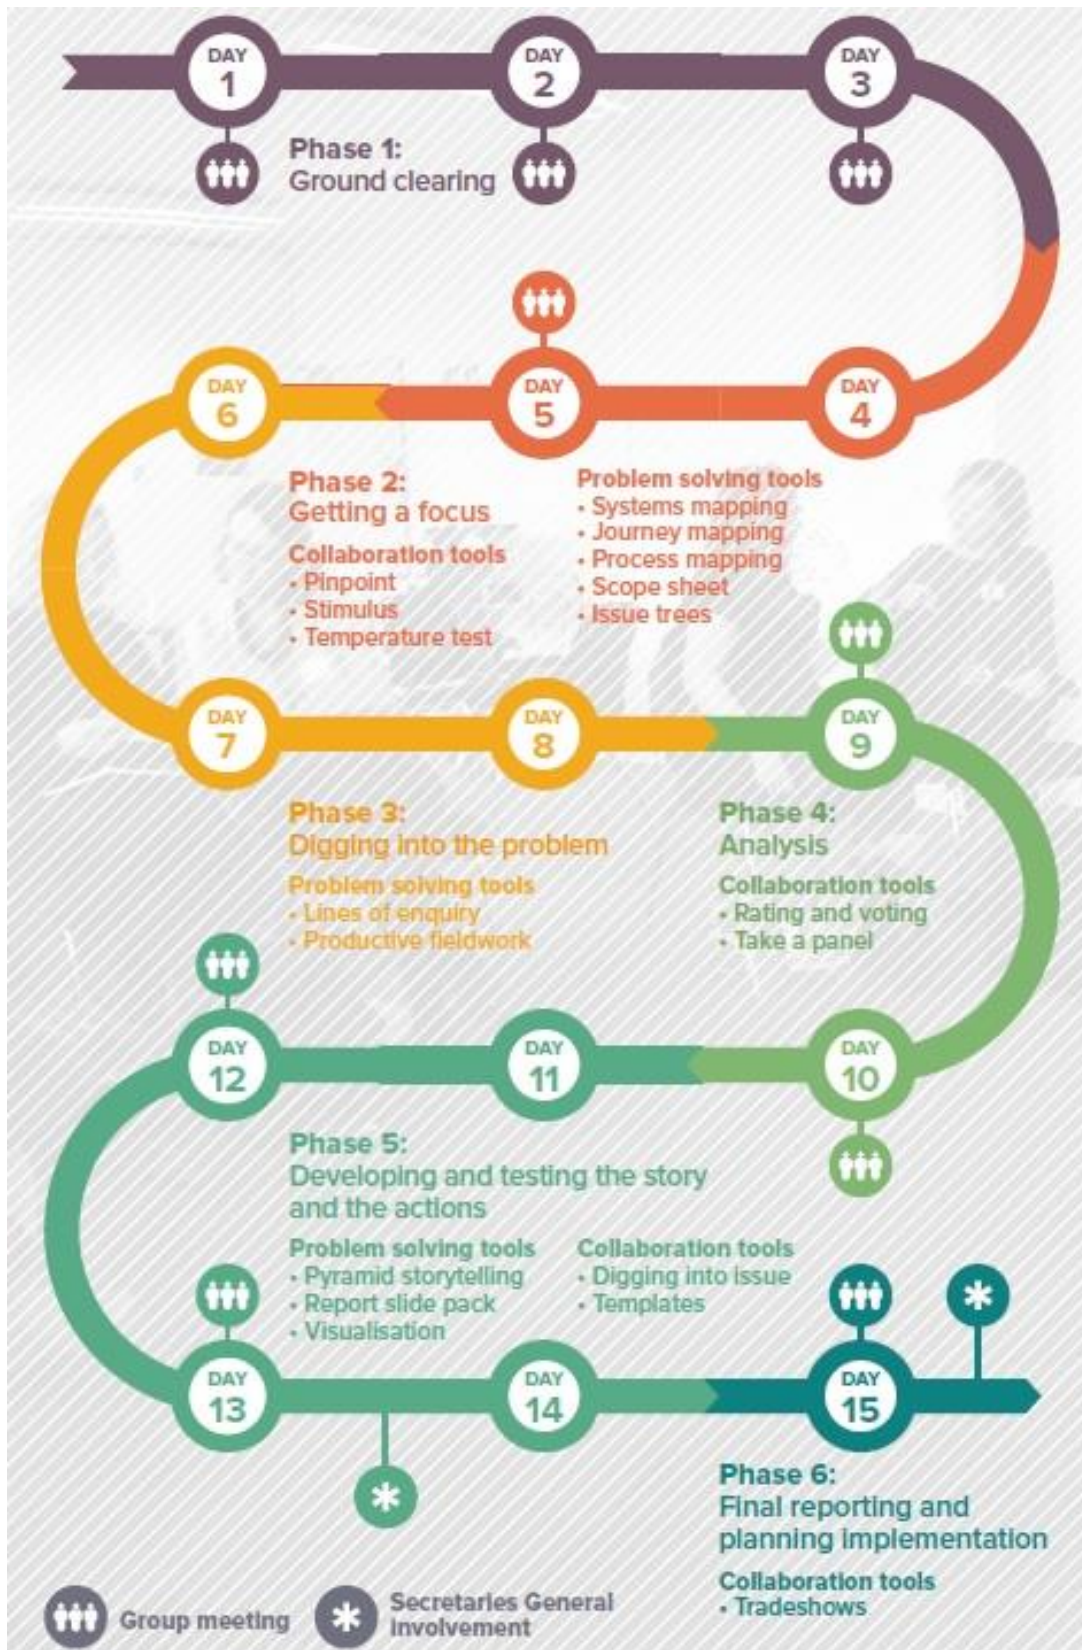 DAY
1
DAY
2
DAY
3
Phase 1:
Ground clearing
DAY
6
DAY
5
DAY
4
Phase 2:
Getting a focus
Collaboration tools
• Pinpoint
• Stimulus
• Temperature test
Problem solving tools
• Systems mapping
• Journey mapping
• Process mapping
• Scope sheet
• Issue trees
DAY
7
DAY
8
DAY
9
Phase 3:
Digging into the problem
Problem solving tools
• Lines of enquiry
• Productive fieldwork
Phase 4:
Analysis
Collaboration tools
• Rating and voting
• Take a panel
DAY
12
DAY
11
DAY
10
Phase 5:
Developing and testing the story
and the actions
Problem solving tools
• Pyramid storytelling
• Report slide pack
• Visualisation
Collaboration tools
• Digging into issue
• Templates
DAY
13
DAY
14
DAY
15
Phase 6:
Final reporting and
planning implementation
Collaboration tools
• Tradeshows
Group meeting
Secretaries General
Involvement